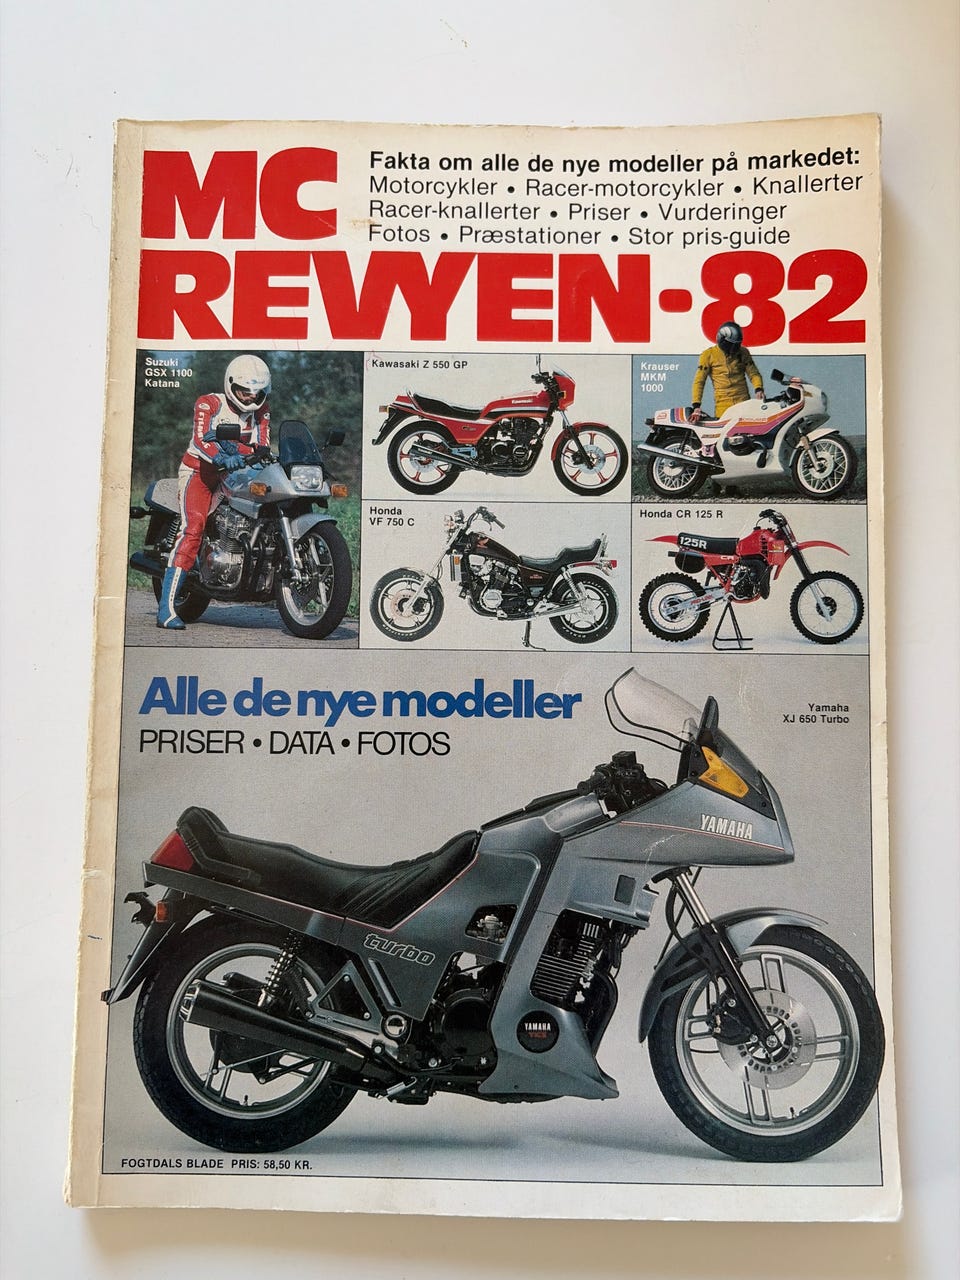 MC
REVYEN-82
Fakta om alle de nye modeller på markedet:
Motorcykler • Racer-motorcykler • Knallerter
Racer-knallerter • Priser • Vurderinger
Fotos • Præstationer • Stor pris-guide
Suzuki
GSX 1100
Katana
Kawasaki Z 550 GP
Kawasaki
Krauser
MKM
1000
Honda
VF 750 C
Honda CR 125 R
125R
Alle de nye modeller
PRISER • DATA • FOTOS
Yamaha
XJ 650 Turbo
YAMAHA
turbo
YAMAHA
FOGTDALS BLADE PRIS: 58,50 KR.